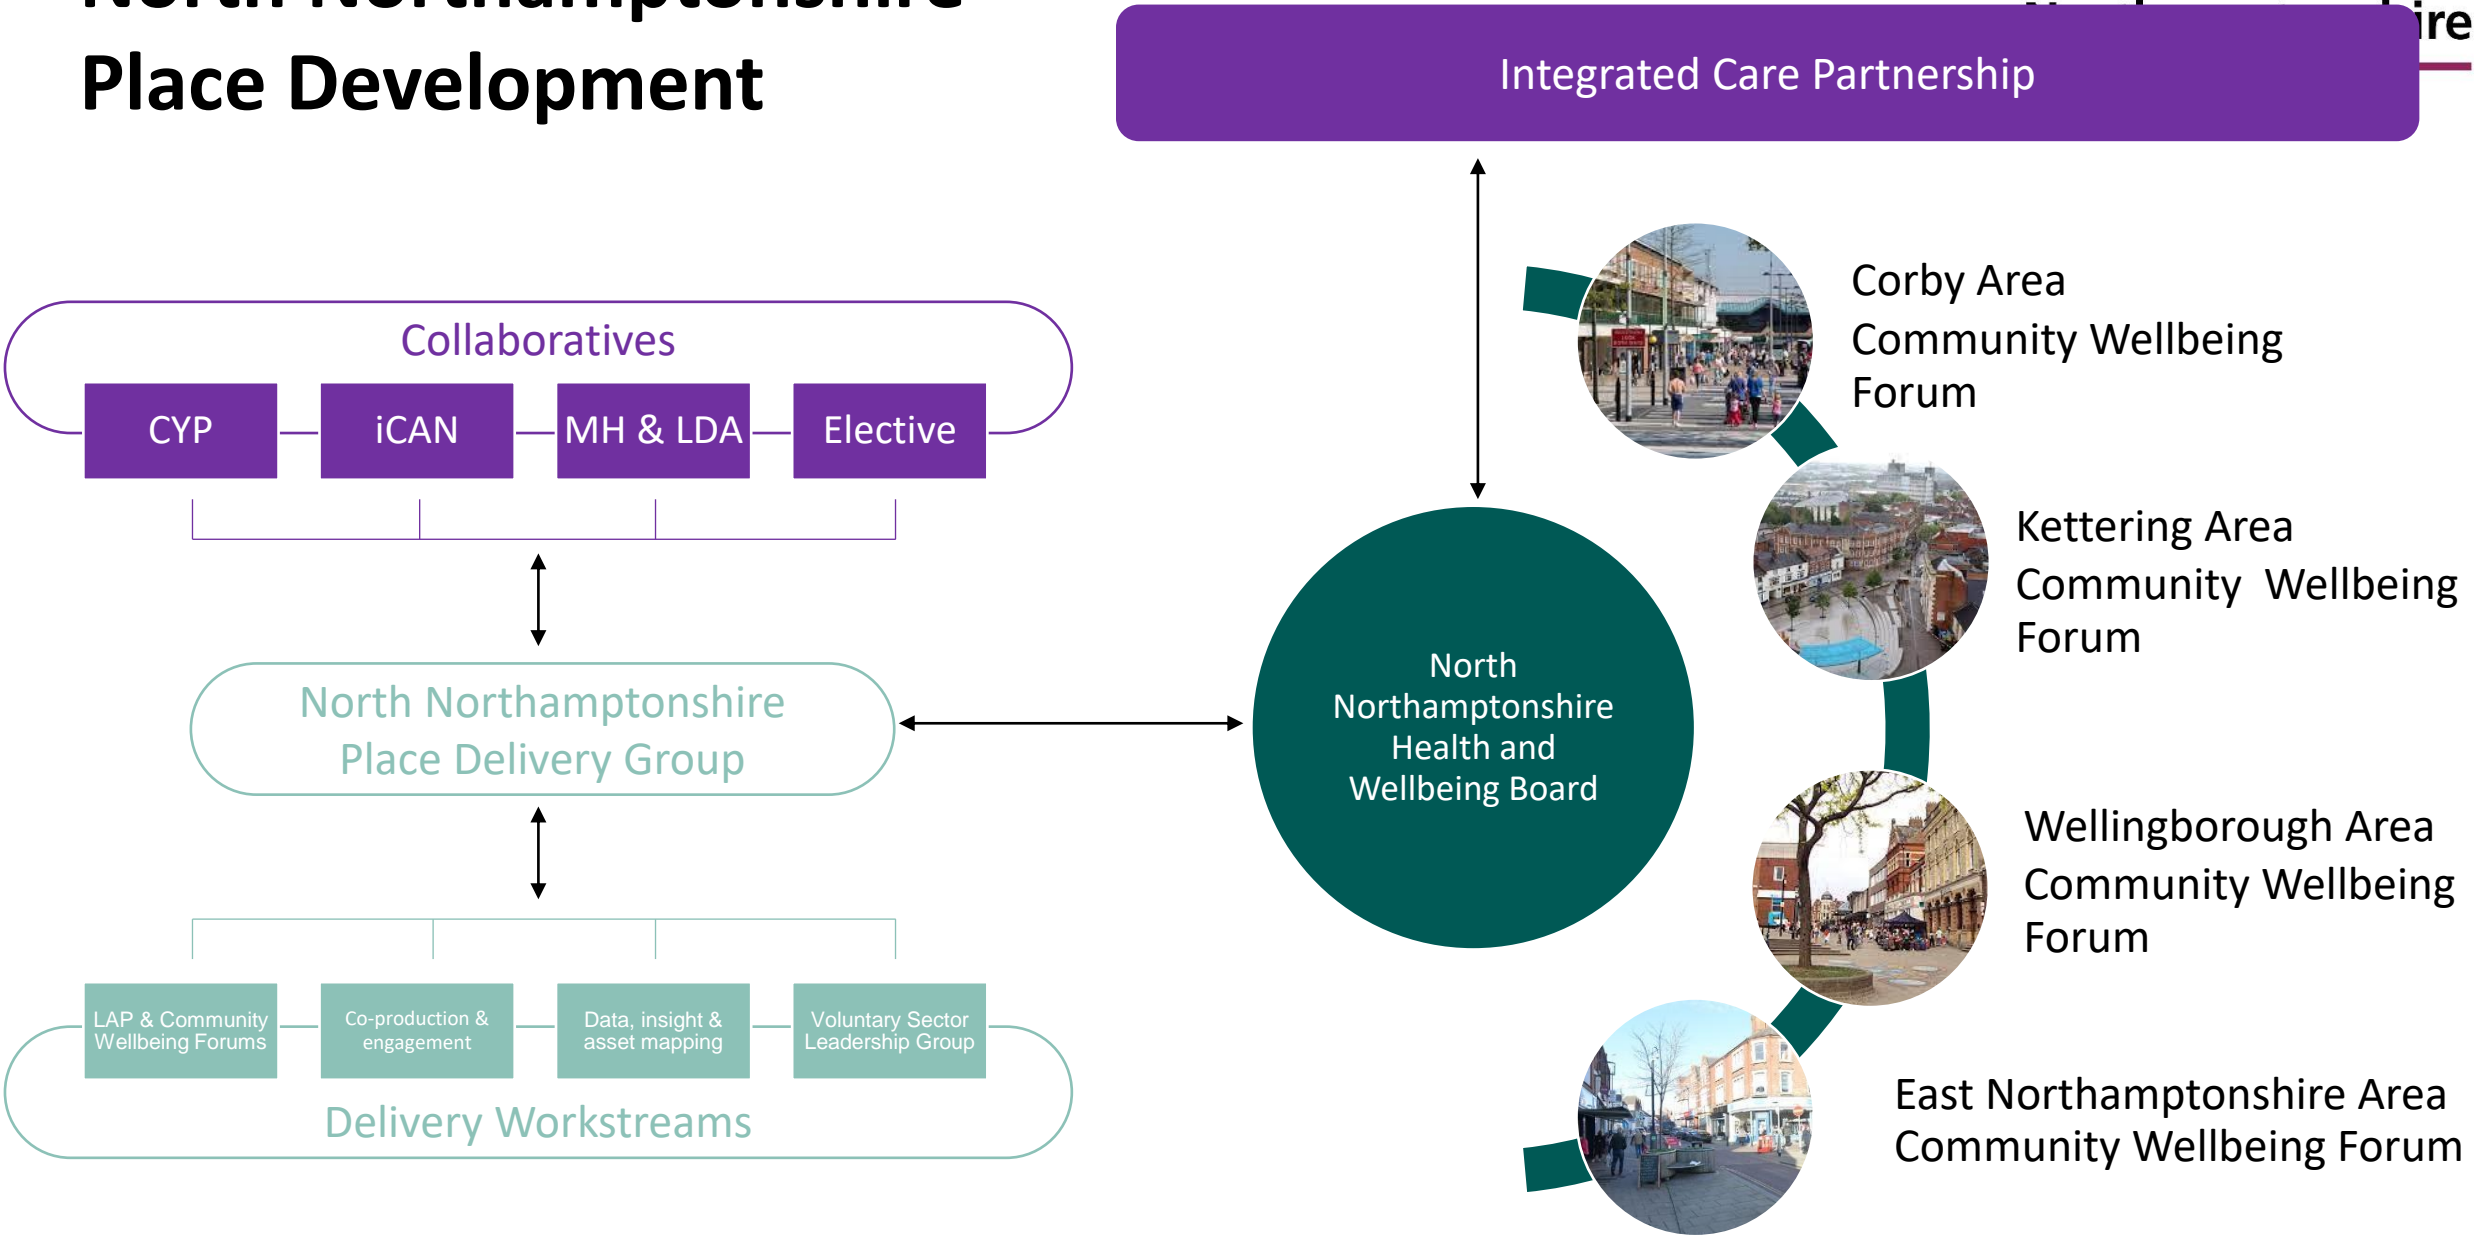 North Northamptonshire
Place Development
Integrated Care Partnership
Collaboratives
CYP
iCAN
MH & LDA
Elective
North Northamptonshire
Place Delivery Group
LAP & Community
Wellbeing Forums
Co-production &
engagement
Data, insight &
asset mapping
Voluntary Sector
Leadership Group
Delivery Workstreams
North
Northamptonshire
Health and
Wellbeing Board
Corby Area
Community Wellbeing
Forum
Kettering Area
Community  Wellbeing
Forum
Wellingborough Area
Community Wellbeing
Forum
East Northamptonshire Area
Community Wellbeing Forum